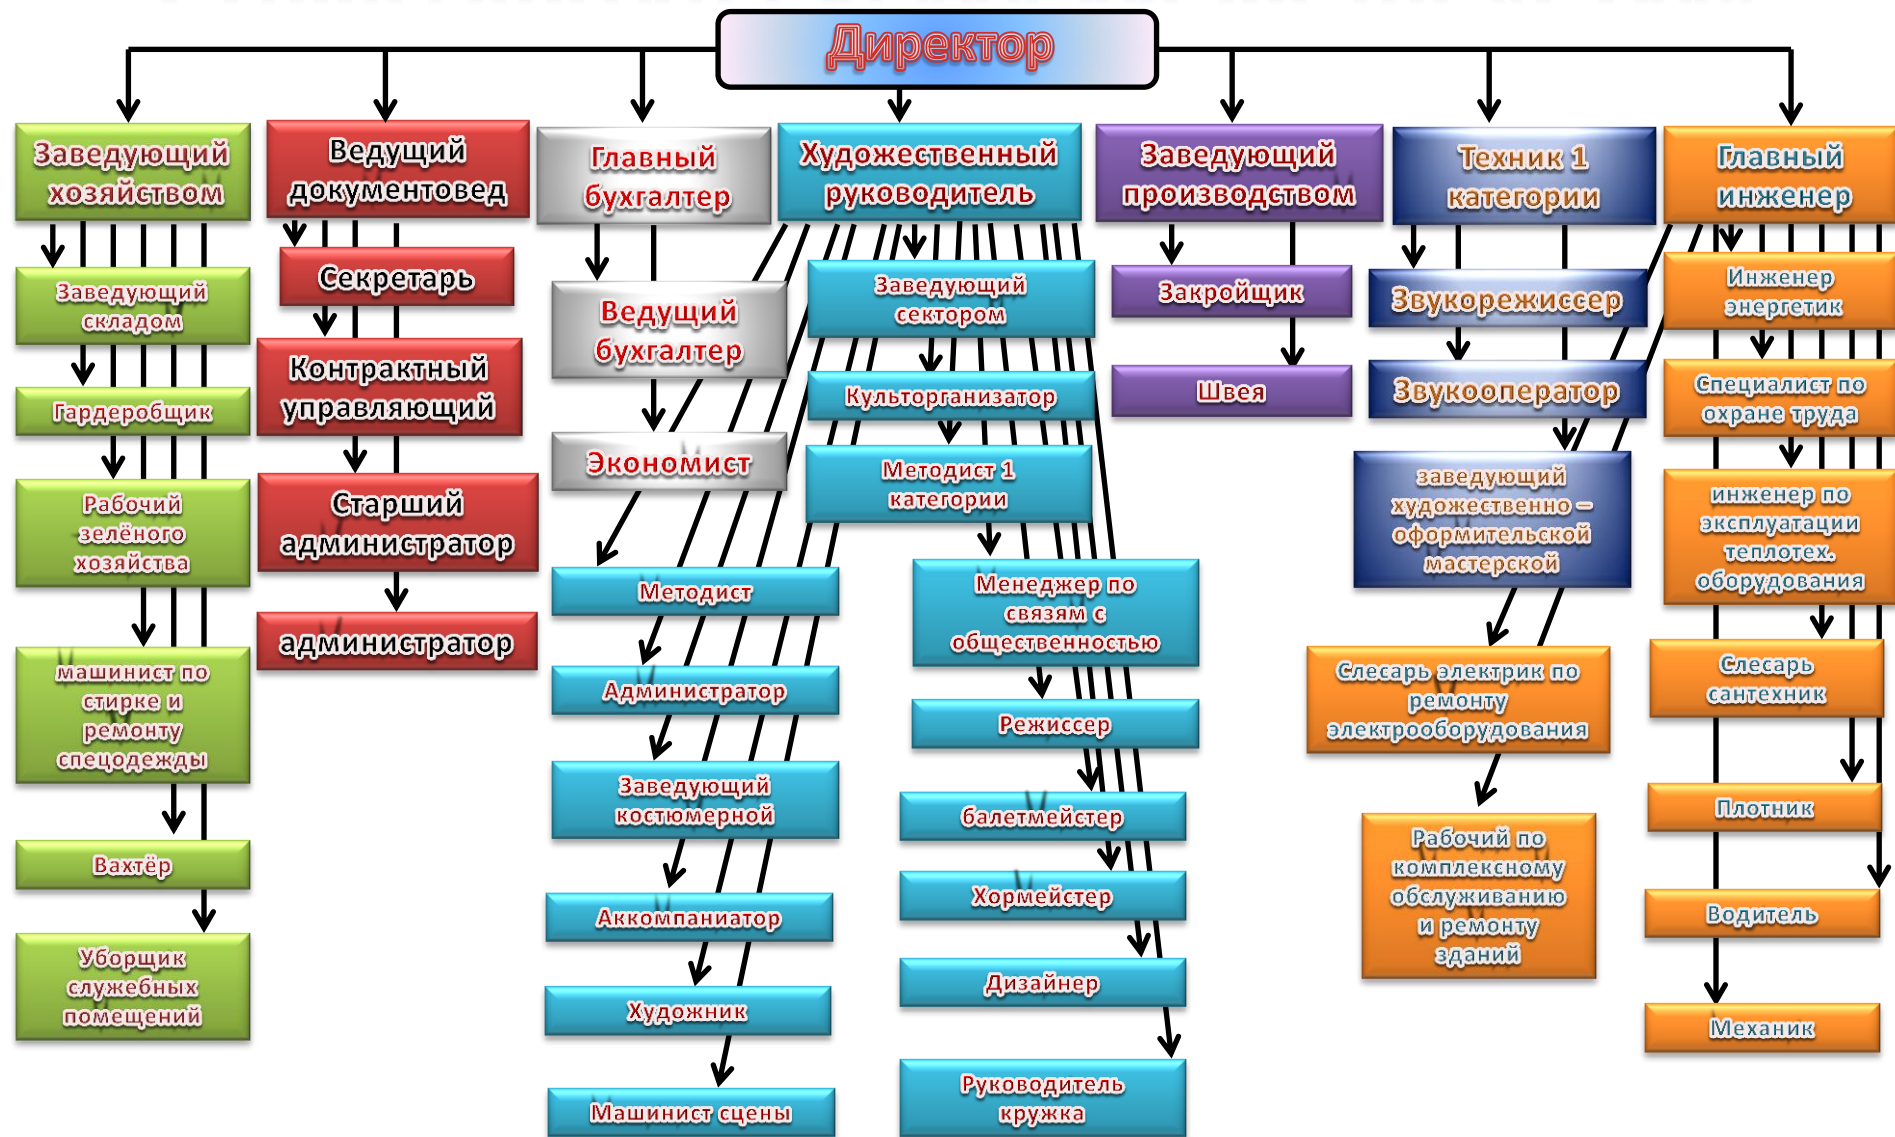 Директор
Заведующий
хозяйством
Ведущий
документовед
Главный
бухгалтер
Художественный
руководитель
Заведующий
производством
Техник 1
категории
Главный
инженер
Заведующий
складом
Гардеробщик
Рабочий
зелёного
хозяйства
машинист по
стирке и
ремонту
спецодежды
Вахтёр
Уборщик
служебных
помещений
Секретарь
Контрактный
управляющий
Старший
администратор
администратор
Ведущий
бухгалтер
Экономист
Методист
Администратор
Заведующий
костюмерной
Аккомпаниатор
Художник
Машинист сцены
Заведующий
сектором
Культорганизатор
Методист 1
категории
Менеджер по
связям с
общественностью
Режиссер
балетмейстер
Хормейстер
Дизайнер
Руководитель
кружка
Закройщик
Швея
Звукорежиссер
Звукооператор
заведующий
художественно –
оформительской
мастерской
Слесарь электрик по
ремонту
электрооборудования
Рабочий по
комплексному
обслуживанию
и ремонту
зданий
Инженер
энергетик
Специалист по
охране труда
инженер по
эксплуатации
теплотех.
оборудования
Слесарь
сантехник
Плотник
Водитель
Механик